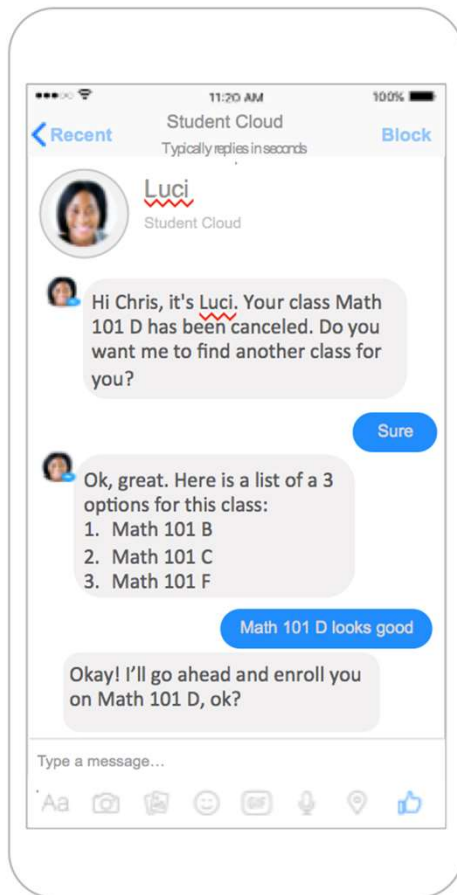 11:20 AM
100%
Recent
Student Cloud
Block
Typically replies in seconds
Luci
Student Cloud
Hi Chris, it's Luci. Your class Math
101 D has been canceled. Do you
want me to find another class for
you?
Sure
Ok, great. Here is a list of a 3
options for this class:
1. Math 101 B
2. Math 101 C
3. Math 101 F
Math 101 D looks good
Okay! I'll go ahead and enroll you
on Math 101 D, ok?
Type a message...
Aa
GIF